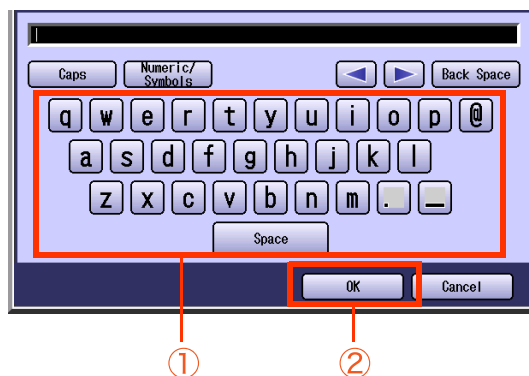 Caps Numeric/ Back Space
Symbols
q w e r t y u i o p @
a s d f g h j k l
z x c v b n m . _
Space
OK Cancel
① ②